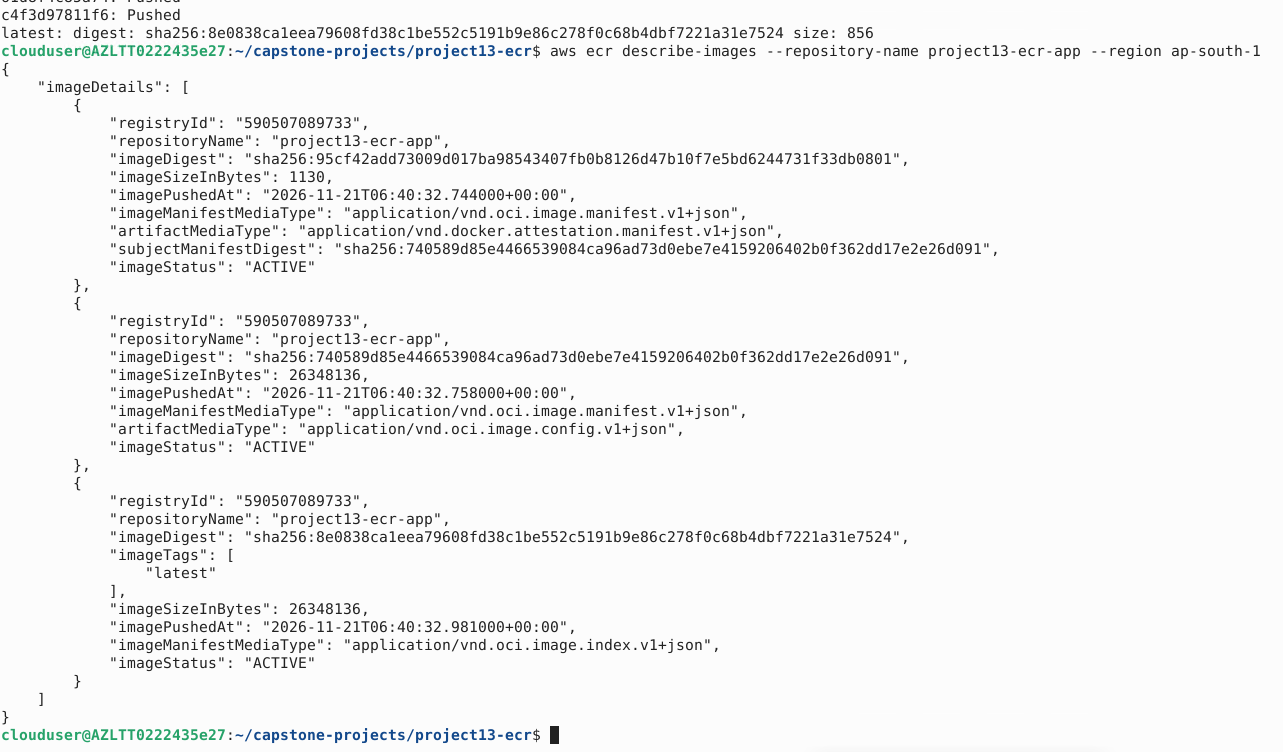 c4f3d97811f6: Pushed
latest: digest: sha256:8e0838ca1eea79608fd38c1be552c5191b9e86c278f0c68b4dbf7221a31e7524 size: 856
clouduser@AZLTT0222435e27:~/capstone-projects/project13-ecr$ aws ecr describe-images --repository-name project13-ecr-app --region ap-south-1
{
    "imageDetails": [
        {
            "registryId": "590507089733",
            "repositoryName": "project13-ecr-app",
            "imageDigest": "sha256:95cf42add73009d017ba98543407fb0b8126d47b10f7e5bd6244731f33db0801",
            "imageSizeInBytes": 1130,
            "imagePushedAt": "2026-11-21T06:40:32.744000+00:00",
            "imageManifestMediaType": "application/vnd.oci.image.manifest.v1+json",
            "artifactMediaType": "application/vnd.docker.attestation.manifest.v1+json",
            "subjectManifestDigest": "sha256:740589d85e4466539084ca96ad73d0ebe7e4159206402b0f362dd17e2e26d091",
            "imageStatus": "ACTIVE"
        },
        {
            "registryId": "590507089733",
            "repositoryName": "project13-ecr-app",
            "imageDigest": "sha256:740589d85e4466539084ca96ad73d0ebe7e4159206402b0f362dd17e2e26d091",
            "imageSizeInBytes": 26348136,
            "imagePushedAt": "2026-11-21T06:40:32.758000+00:00",
            "imageManifestMediaType": "application/vnd.oci.image.manifest.v1+json",
            "artifactMediaType": "application/vnd.oci.image.config.v1+json",
            "imageStatus": "ACTIVE"
        },
        {
            "registryId": "590507089733",
            "repositoryName": "project13-ecr-app",
            "imageDigest": "sha256:8e0838ca1eea79608fd38c1be552c5191b9e86c278f0c68b4dbf7221a31e7524",
            "imageTags": [
                "latest"
            ],
            "imageSizeInBytes": 26348136,
            "imagePushedAt": "2026-11-21T06:40:32.981000+00:00",
            "imageManifestMediaType": "application/vnd.oci.image.index.v1+json",
            "imageStatus": "ACTIVE"
        }
    ]
}
clouduser@AZLTT0222435e27:~/capstone-projects/project13-ecr$